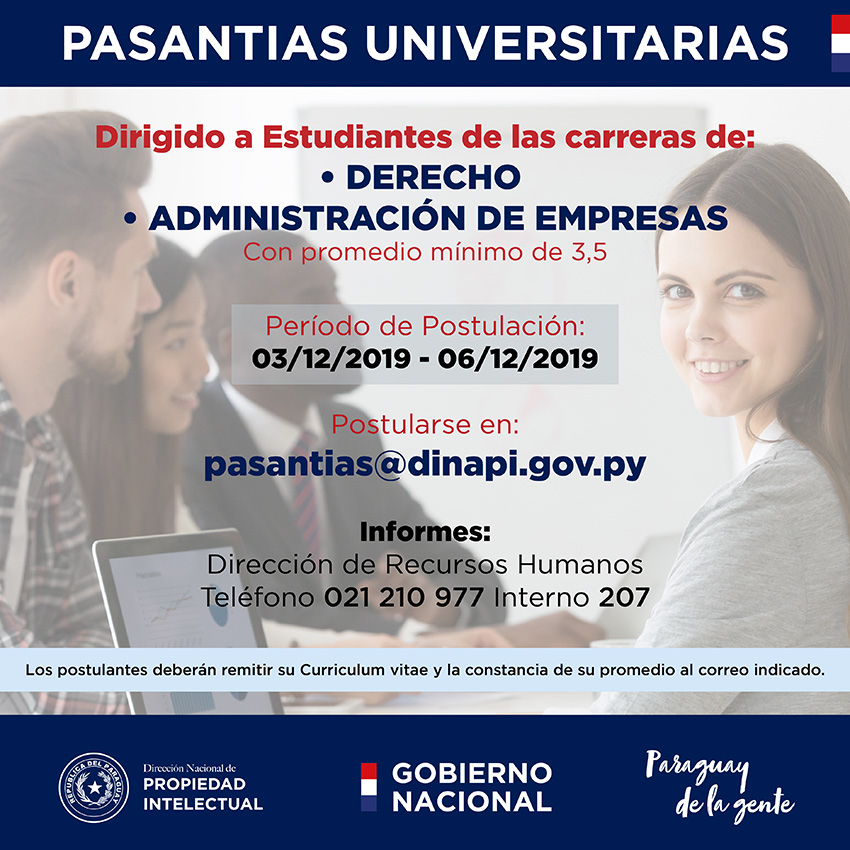 PASANTIAS UNIVERSITARIAS
Dirigido a Estudiantes de las carreras de:
• DERECHO
• ADMINISTRACIÓN DE EMPRESAS
Con promedio mínimo de 3,5
Período de Postulación:
03/12/2019 - 06/12/2019
Postularse en:
pasantias@dinapi.gov.py
Informes:
Dirección de Recursos Humanos
Teléfono 021 210 977 Interno 207
Los postulantes deberán remitir su Curriculum vitae y la constancia de su promedio al correo indicado.
REPUBLICA DEL PARAGUAY
Dirección Nacional de
PROPIEDAD
INTELECTUAL
GOBIERNO
NACIONAL
Paraguay
de la gente